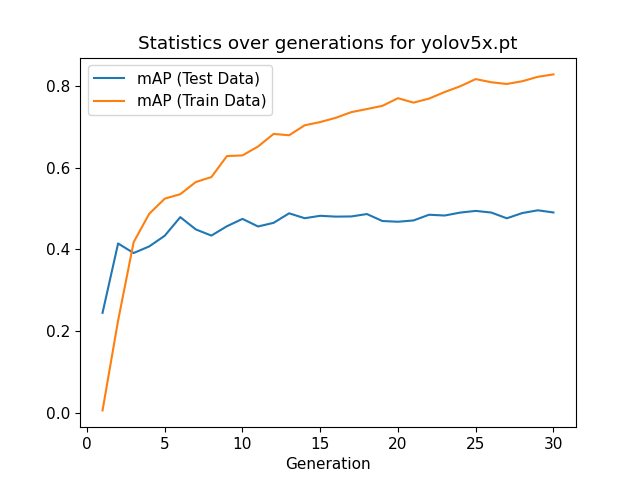 Statistics over generations for yolov5x.pt
mAP (Test Data)
mAP (Train Data)
0.8
0.6
0.4
0.2
0.0
0 5 10 15 20 25 30
Generation